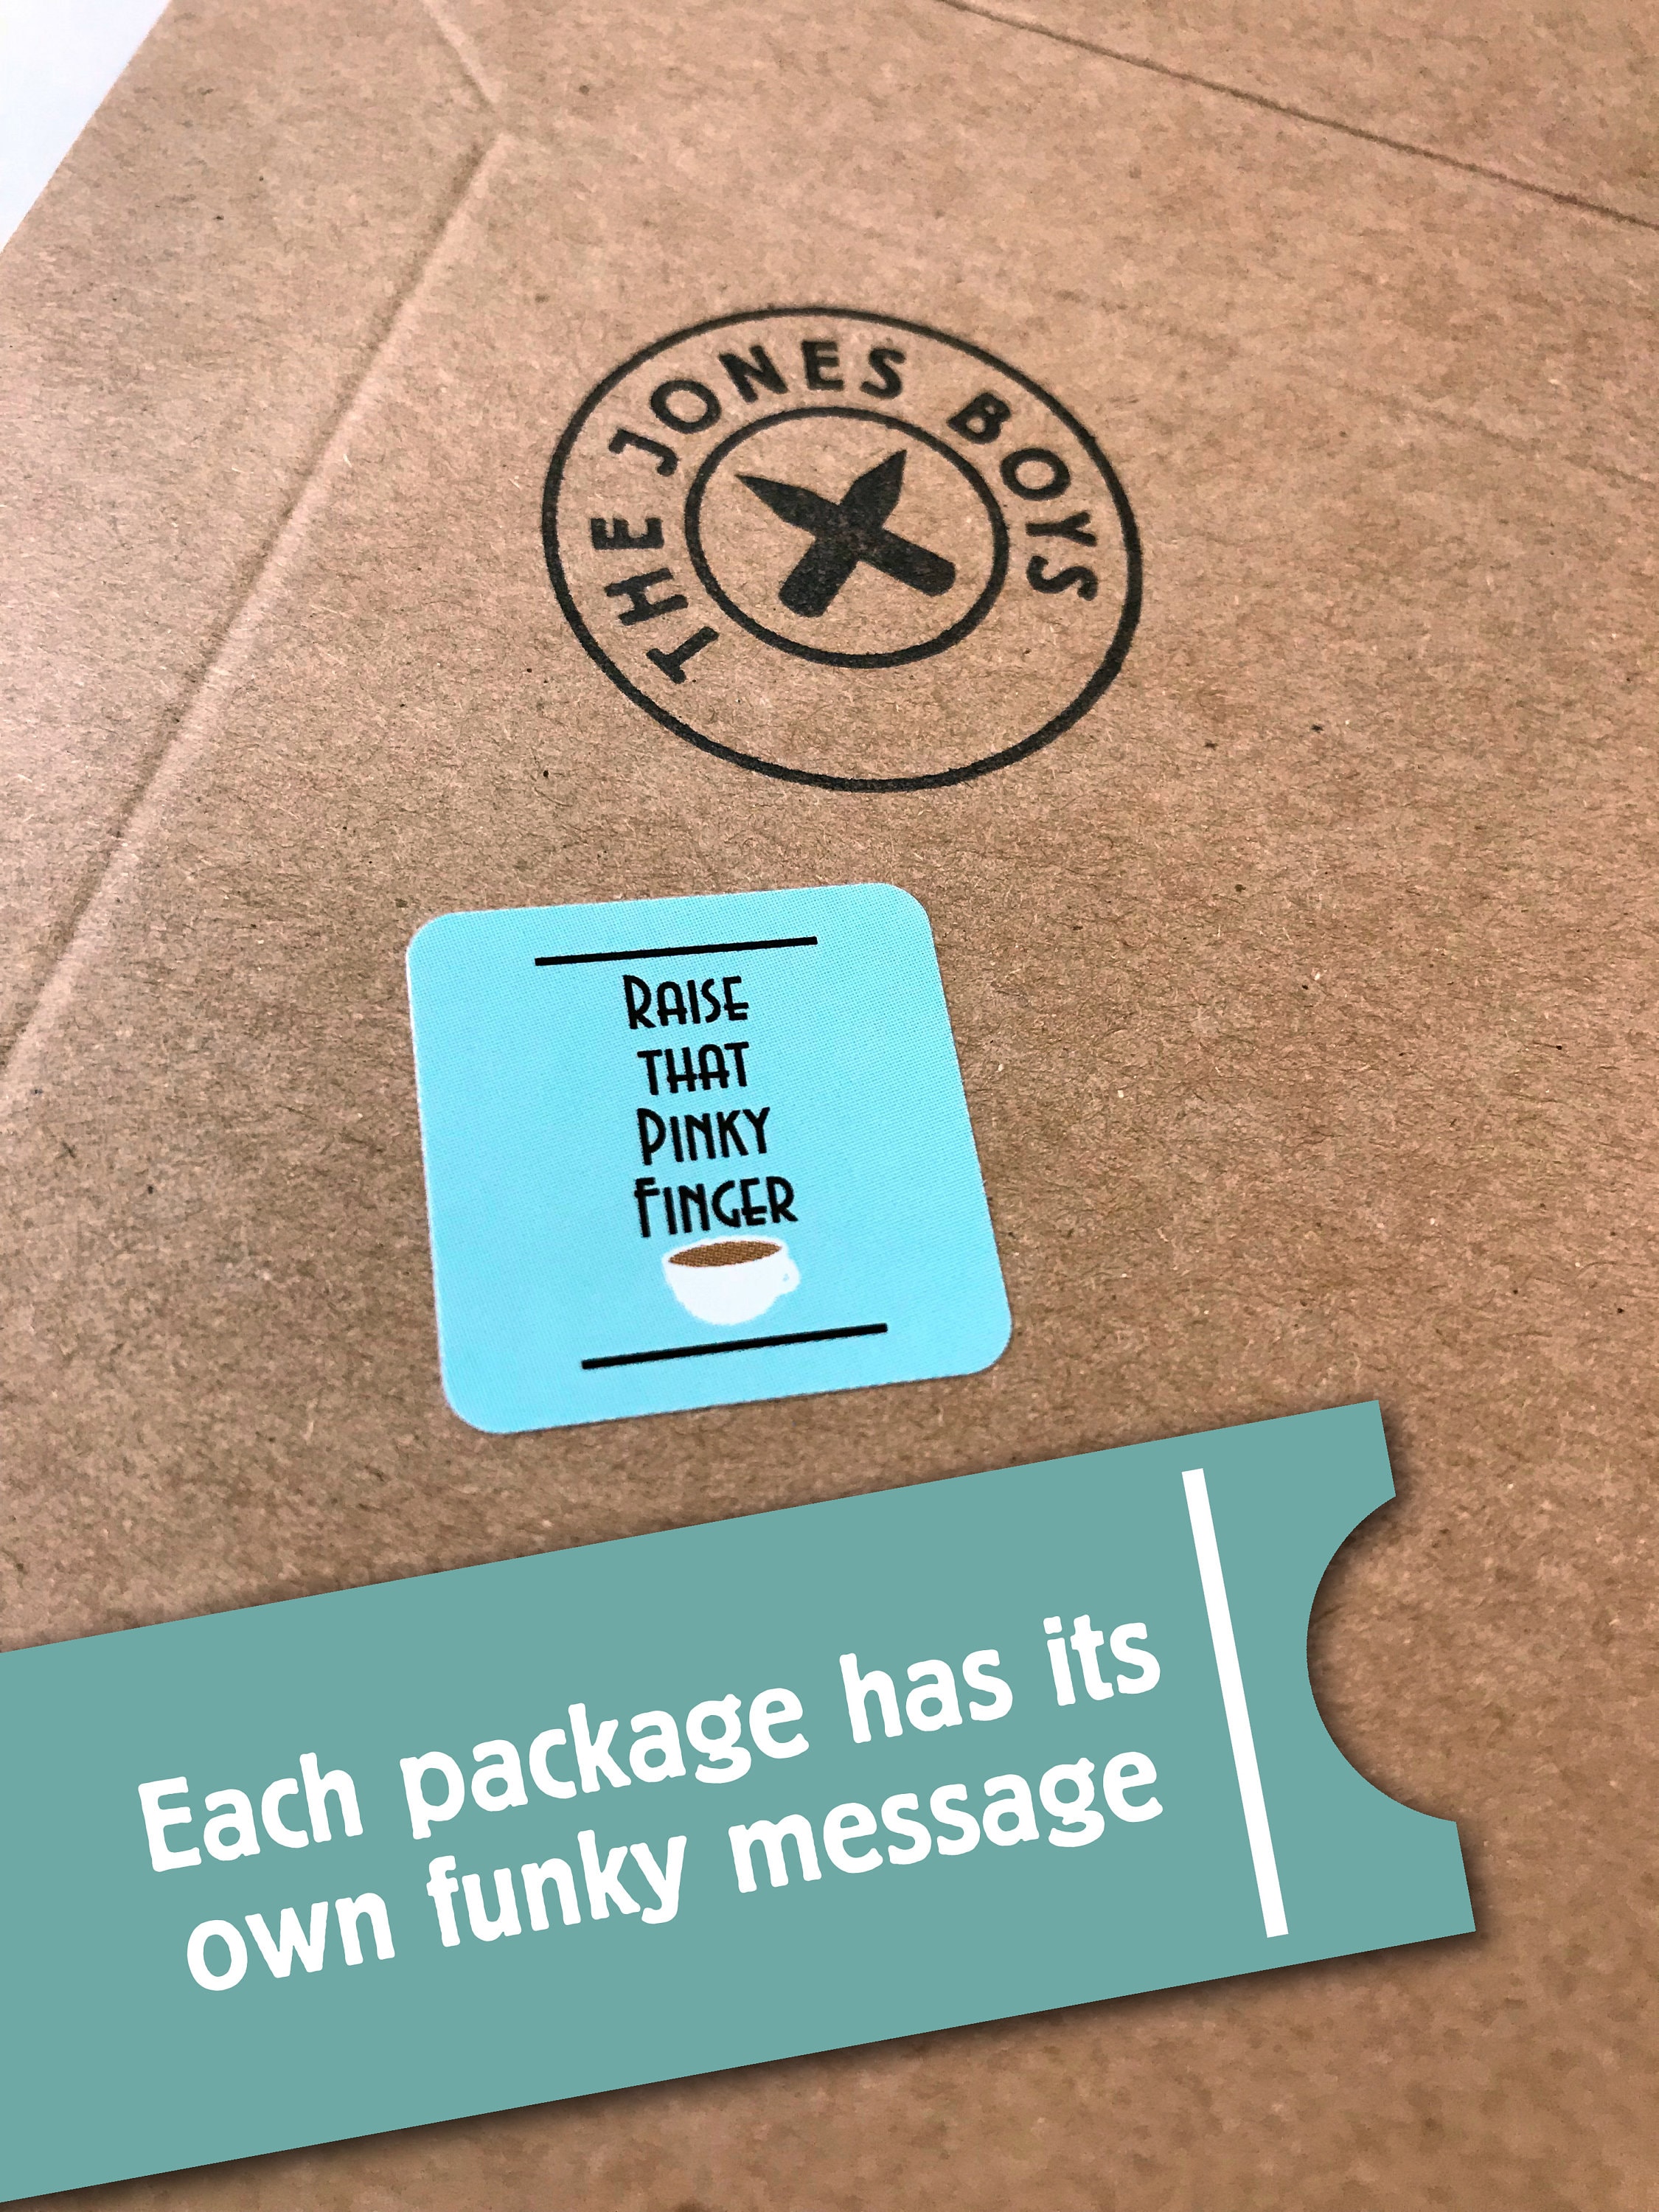 THE JONES BOYS
RAISE
THAT
PINKY
FINGER
Each package has its
own funky message